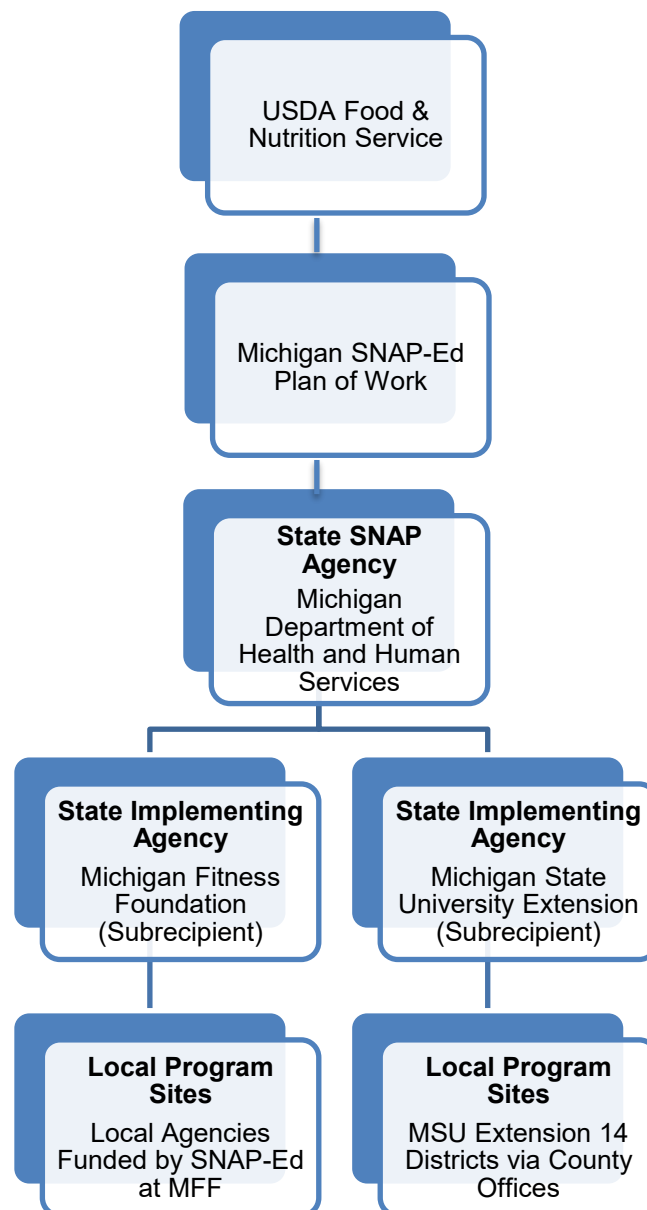 USDA Food &
Nutrition Service
Michigan SNAP-Ed
Plan of Work
State SNAP
Agency
Michigan
Department of
Health and Human
Services
State Implementing
Agency
Michigan Fitness
Foundation
(Subrecipient)
State Implementing
Agency
Michigan State
University Extension
(Subrecipient)
Local Program
Sites
Local Agencies
Funded by SNAP-Ed
at MFF
Local Program
Sites
MSU Extension 14
Districts via County
Offices